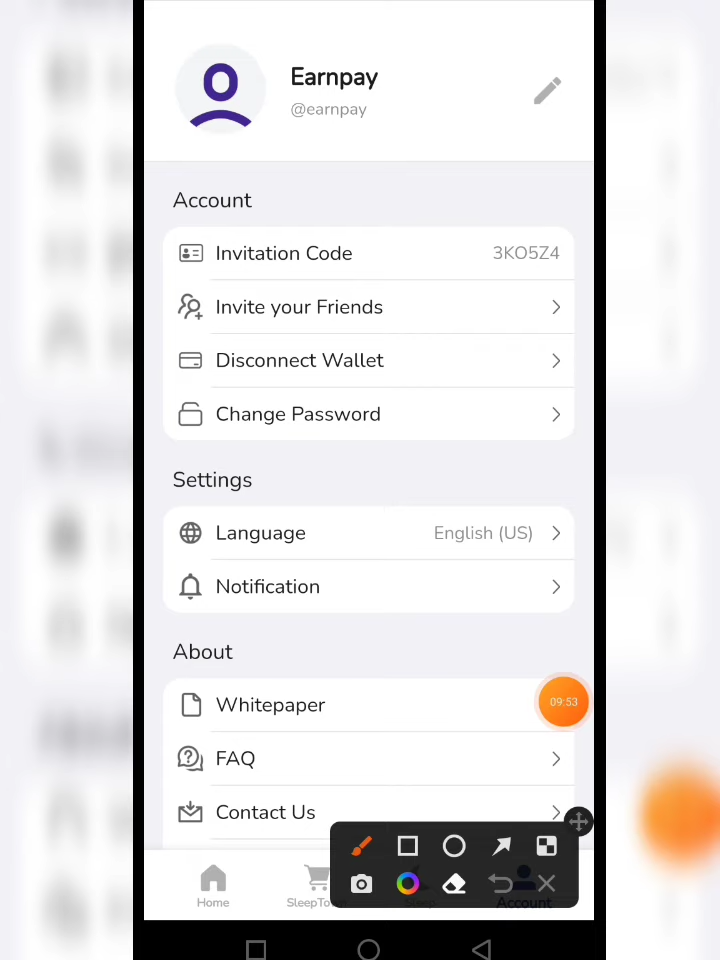 Earnpay
@earnpay
Account
Invitation Code 3KO5Z4
Invite your Friends
Disconnect Wallet
Change Password
Settings
Language English (US)
Notification
About
Whitepaper
09:53
FAQ
Contact Us
Home
Sleep
Account